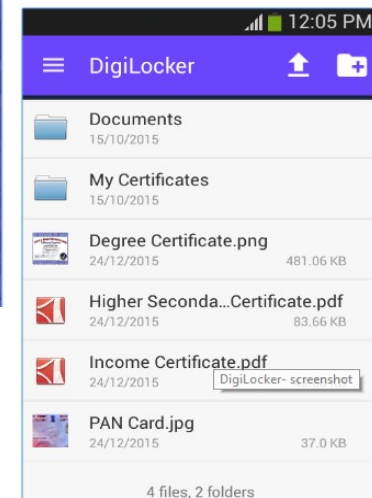 12:05 PM
DigiLocker
Documents
15/10/2015
My Certificates
15/10/2015
Degree Certificate.png
24/12/2015 481.06 KB
Higher Seconda...Certificate.pdf
24/12/2015 83.66 KB
Income Certificate.pdf
24/12/2015
DigiLocker- screenshot
PAN Card.jpg
24/12/2015 37.0 KB
4 files, 2 folders